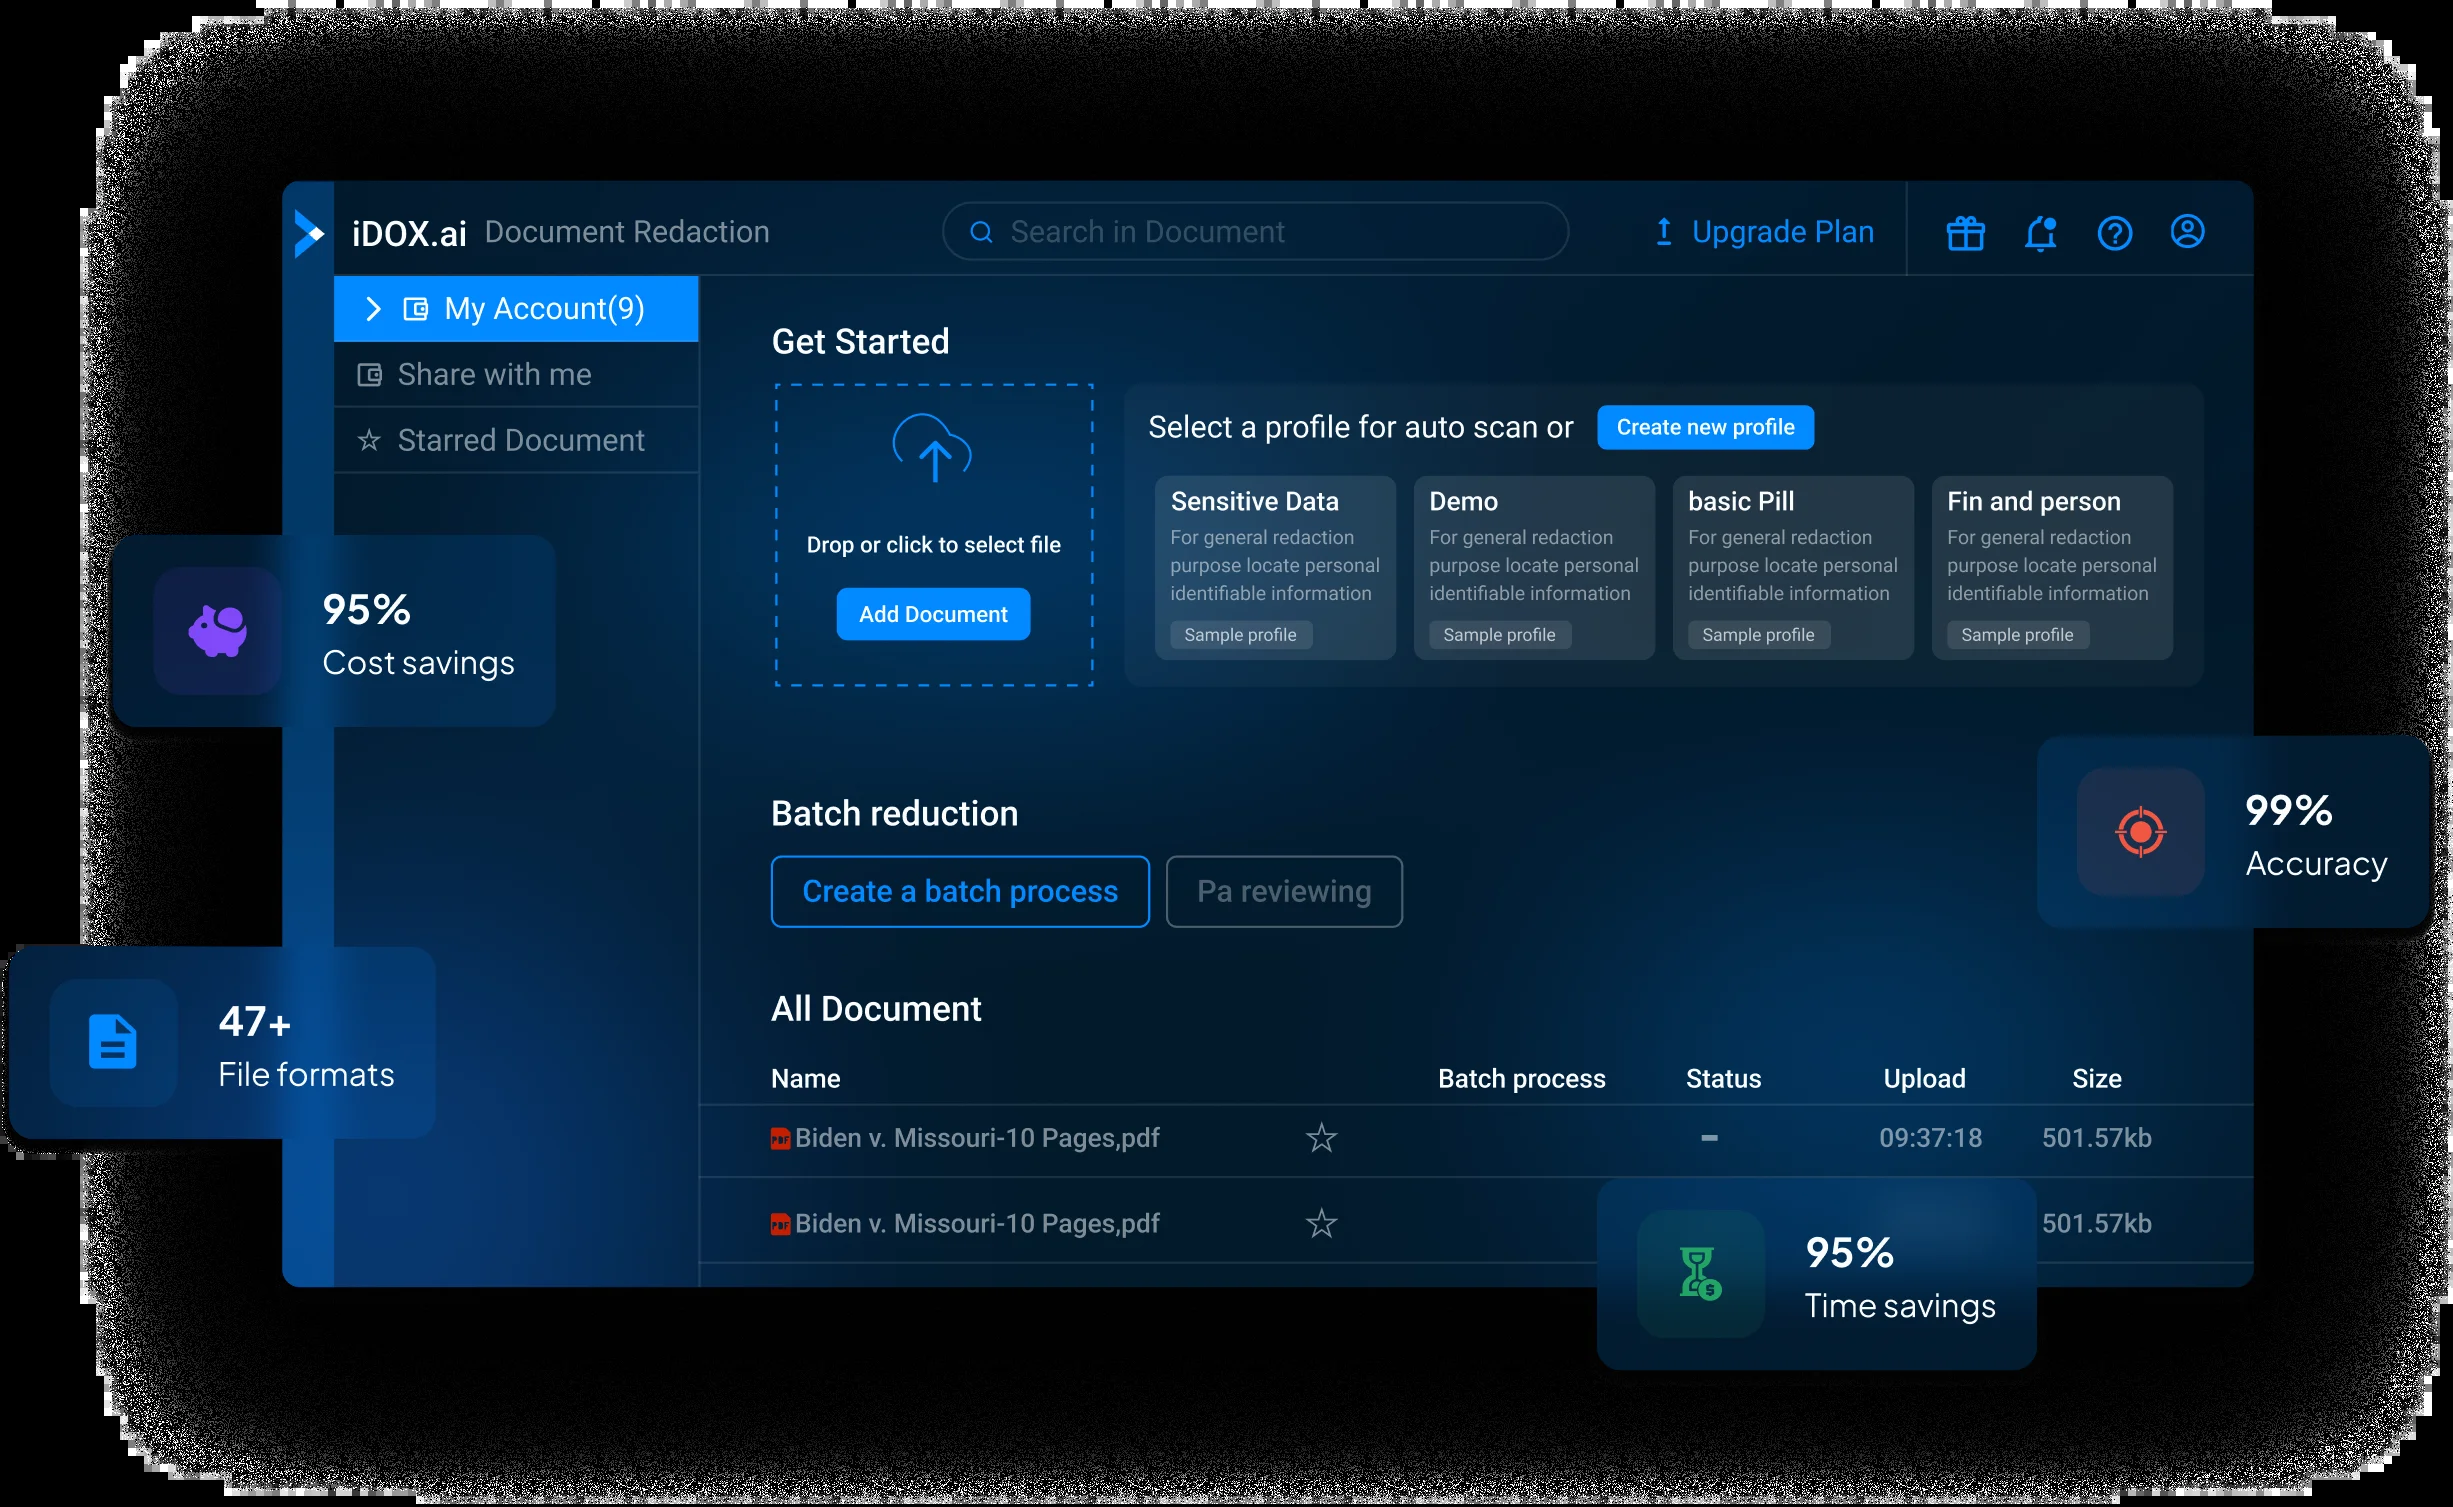 iDOX.ai Document Redaction
Search in Document
Upgrade Plan
My Account(9)
Share with me
Starred Document
Get Started
Drop or click to select file
Add Document
Select a profile for auto scan or
Create new profile
Sensitive Data
For general redaction
purpose locate personal
identifiable information
Sample profile
Demo
For general redaction
purpose locate personal
identifiable information
Sample profile
basic Pill
For general redaction
purpose locate personal
identifiable information
Sample profile
Fin and person
For general redaction
purpose locate personal
identifiable information
Sample profile
95%
Cost savings
99%
Accuracy
Batch reduction
Create a batch process
Pa reviewing
47+
File formats
All Document
Name Batch process Status Upload Size
PDF Biden v. Missouri-10 Pages,pdf - 09:37:18 501.57kb
PDF Biden v. Missouri-10 Pages,pdf 501.57kb
95%
Time savings